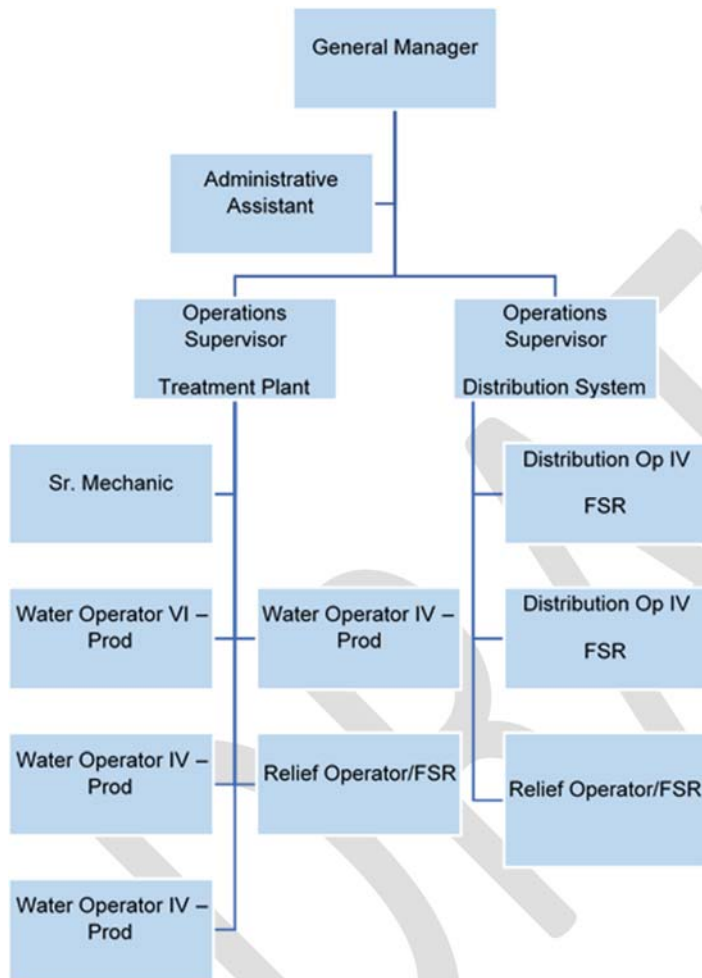 General Manager
Administrative
Assistant
Operations
Supervisor
Treatment Plant
Operations
Supervisor
Distribution System
Sr. Mechanic
Distribution Op IV
FSR
Water Operator VI –
Prod
Water Operator IV –
Prod
Distribution Op IV
FSR
Water Operator IV –
Prod
Relief Operator/FSR
Relief Operator/FSR
Water Operator IV –
Prod